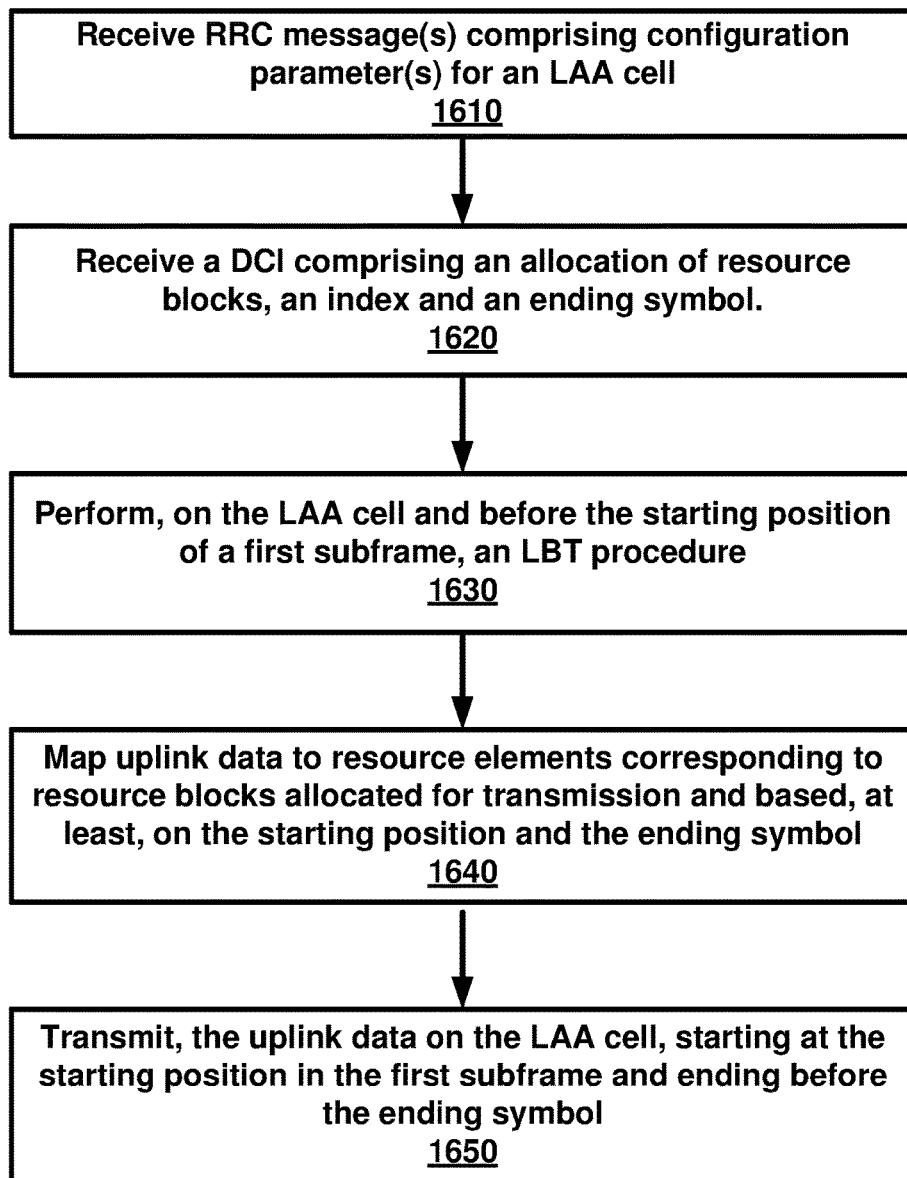 Receive RRC message(s) comprising configuration
parameter(s) for an LAA cell
1610
Receive a DCI comprising an allocation of resource
blocks, an index and an ending symbol.
1620
Perform, on the LAA cell and before the starting position
of a first subframe, an LBT procedure
1630
Map uplink data to resource elements corresponding to
resource blocks allocated for transmission and based, at
least, on the starting position and the ending symbol
1640
Transmit, the uplink data on the LAA cell, starting at the
starting position in the first subframe and ending before
the ending symbol
1650